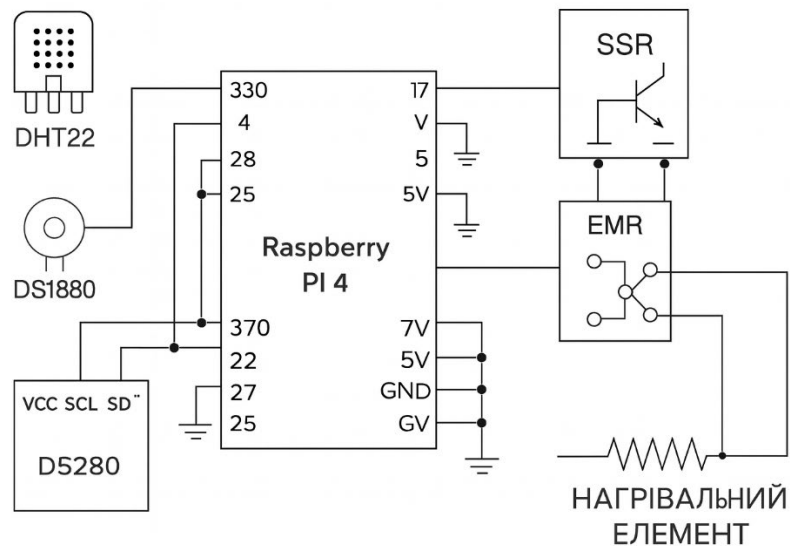 DHT22
DS1880
VCC SCL SD¨
D5280
330
4
28
25
370
22
27
25
Raspberry
PI 4
17
V
5
5V
7V
5V
GND
GV
SSR
EMR
НАГРІВАЛЬНИЙ
ЕЛЕМЕНТ